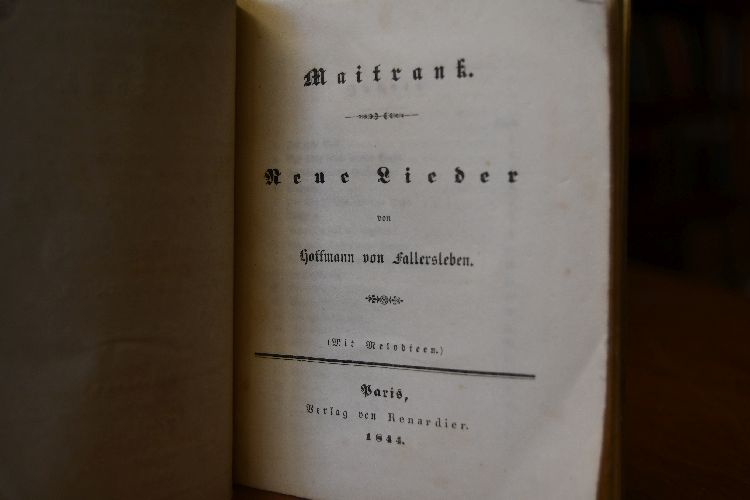 Maitrank.
Neue Lieder
von
Hoffmann von Fallersleben.
(Mit Melodieen.)
Paris,
Verlag von Renardier.
1844.